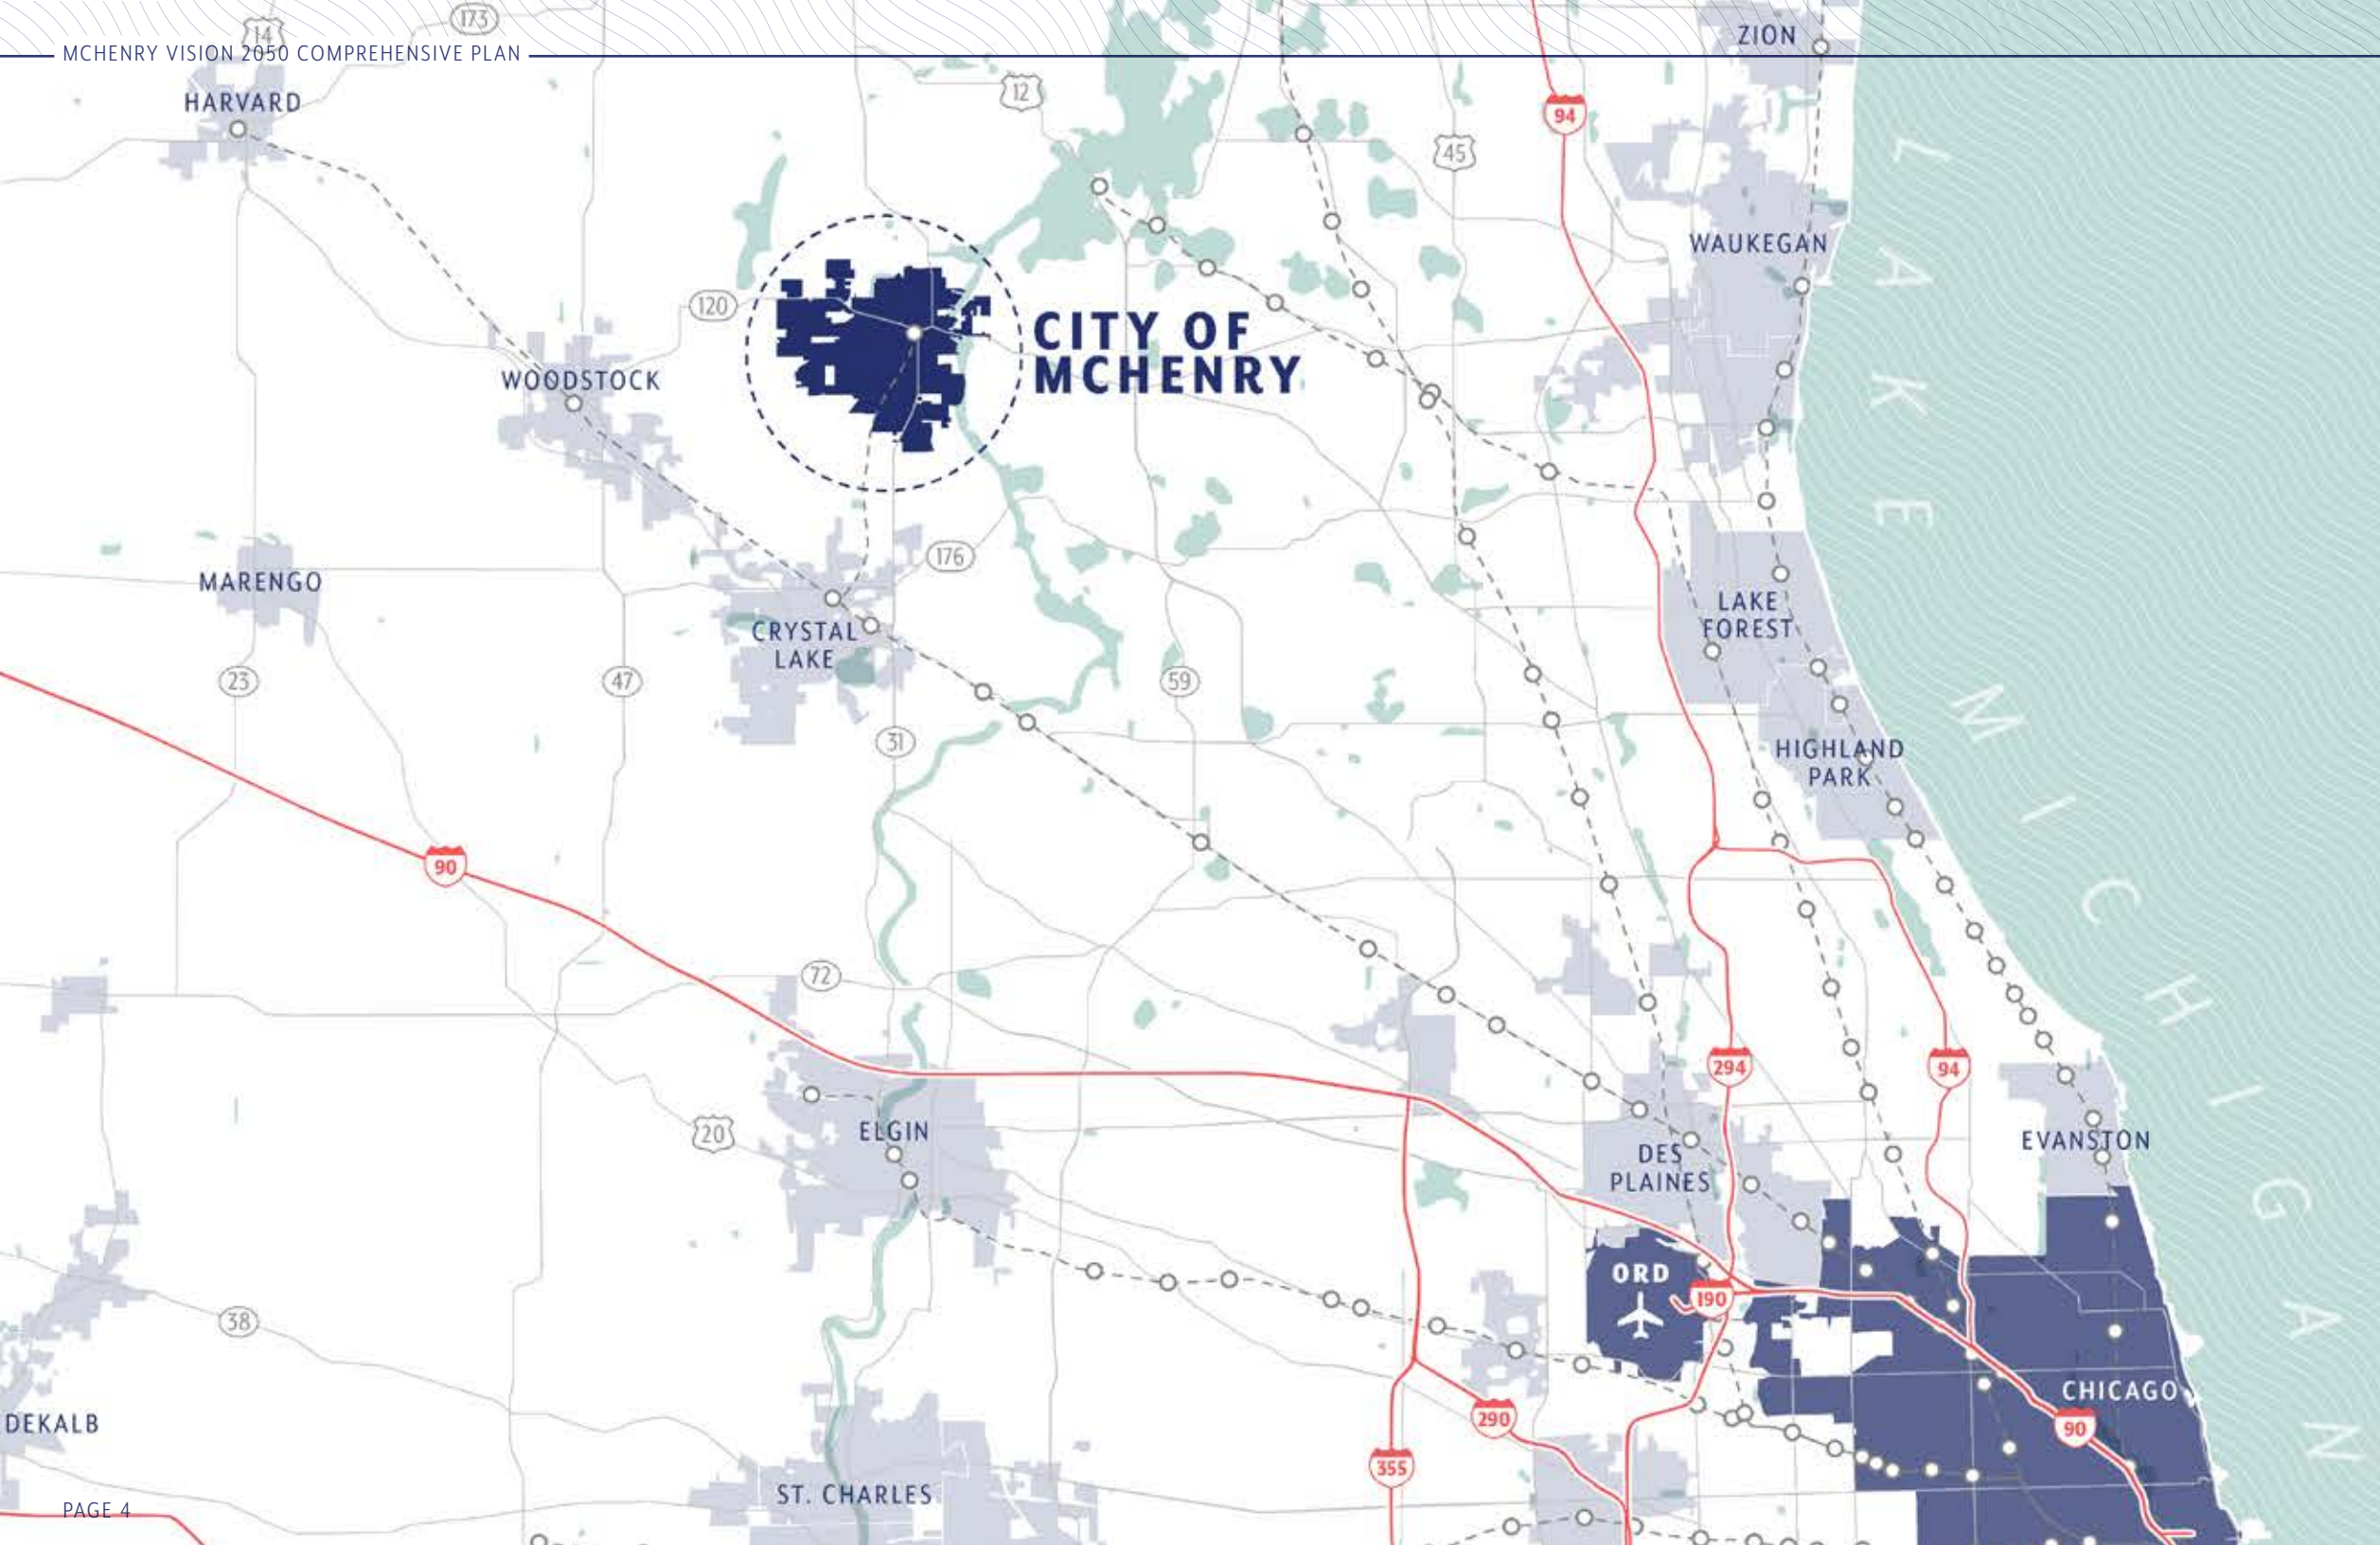 173
14
MCHENRY VISION 2050 COMPREHENSIVE PLAN
ZION
HARVARD
12
94
45
LAKE MICHIGAN
WAUKEGAN
120
CITY OF
MCHENRY
WOODSTOCK
176
MARENGO
LAKE
FOREST
CRYSTAL
LAKE
23
47
59
31
HIGHLAND
PARK
90
72
294
94
20
ELGIN
EVANSTON
DES
PLAINES
ORD
190
38
CHICAGO
DEKALB
290
90
355
ST. CHARLES
PAGE 4